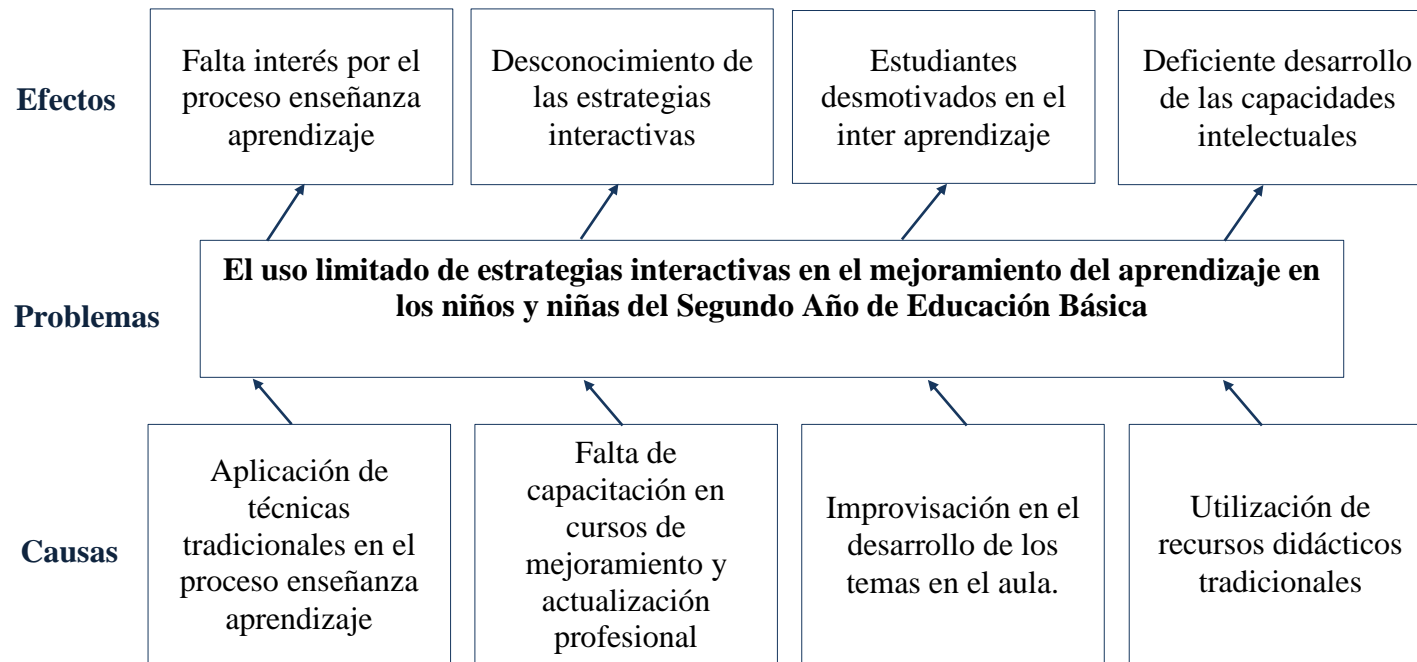 Efectos
Falta interés por el
proceso enseñanza
aprendizaje
Desconocimiento de
las estrategias
interactivas
Estudiantes
desmotivados en el
inter aprendizaje
Deficiente desarrollo
de las capacidades
intelectuales
Problemas
El uso limitado de estrategias interactivas en el mejoramiento del aprendizaje en
los niños y niñas del Segundo Año de Educación Básica
Causas
Aplicación de
técnicas
tradicionales en el
proceso enseñanza
aprendizaje
Falta de
capacitación en
cursos de
mejoramiento y
actualización
profesional
Improvisación en el
desarrollo de los
temas en el aula.
Utilización de
recursos didácticos
tradicionales